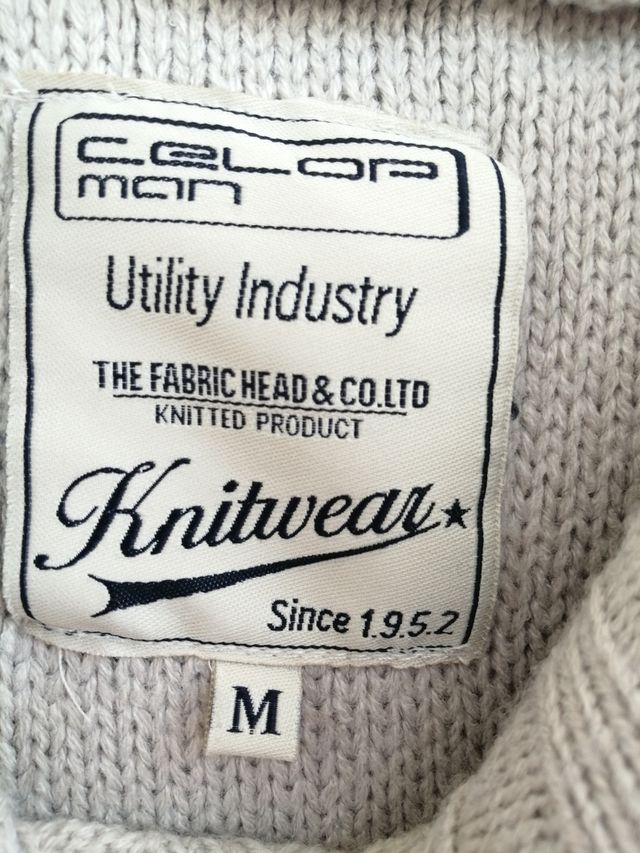 CELOP
man
Utility Industry
THE FABRIC HEAD & CO.LTD
KNITTED PRODUCT
Knitwear★
Since 1.9.5.2
M